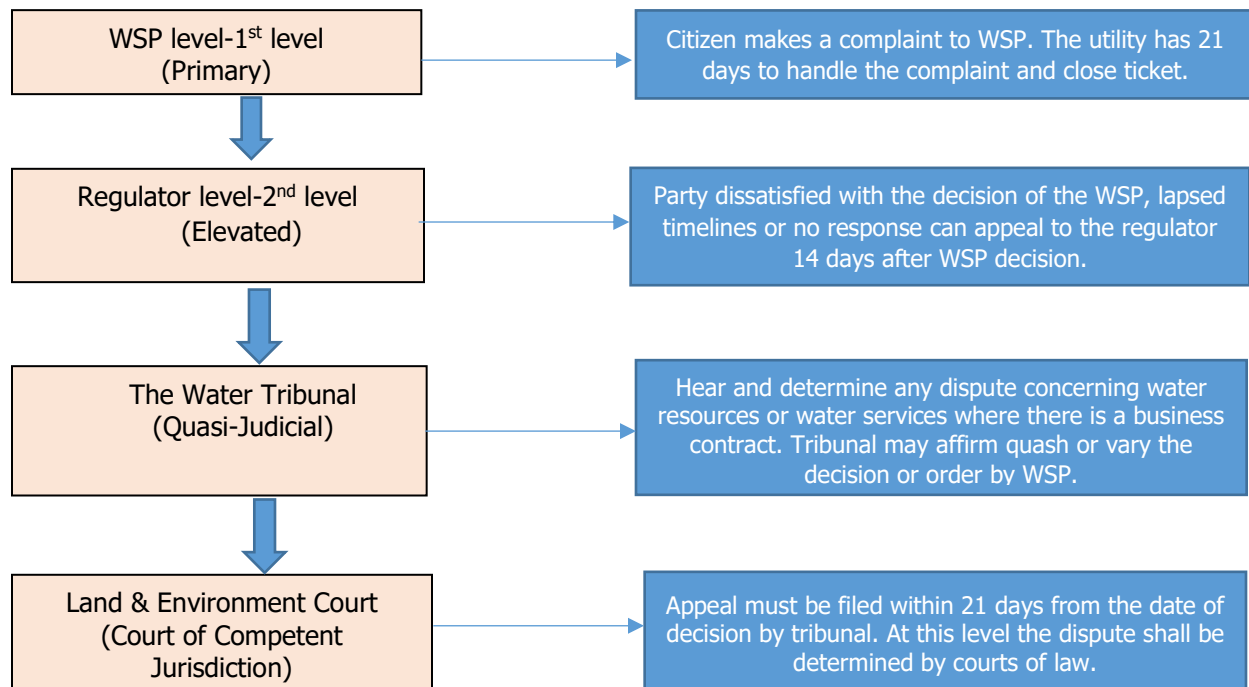 WSP level-1st level
(Primary)
Citizen makes a complaint to WSP. The utility has 21
days to handle the complaint and close ticket.
Regulator level-2nd level
(Elevated)
Party dissatisfied with the decision of the WSP, lapsed
timelines or no response can appeal to the regulator
14 days after WSP decision.
The Water Tribunal
(Quasi-Judicial)
Hear and determine any dispute concerning water
resources or water services where there is a business
contract. Tribunal may affirm quash or vary the
decision or order by WSP.
Land & Environment Court
(Court of Competent
Jurisdiction)
Appeal must be filed within 21 days from the date of
decision by tribunal. At this level the dispute shall be
determined by courts of law.